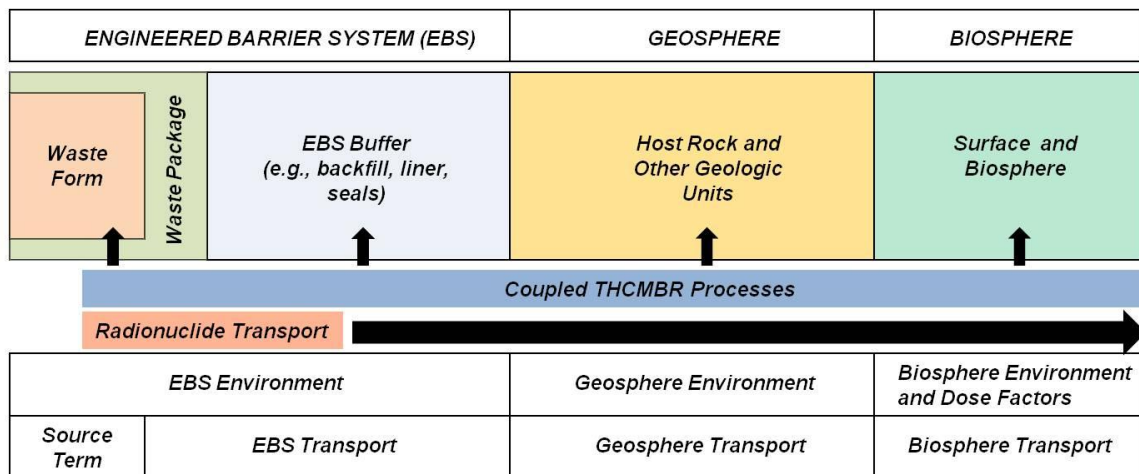 ENGINEERED BARRIER SYSTEM (EBS)
GEOSPHERE
BIOSPHERE
Waste
Form
Waste Package
EBS Buffer
(e.g., backfill, liner,
seals)
Host Rock and
Other Geologic
Units
Surface and
Biosphere
Coupled THCMBR Processes
Radionuclide Transport
EBS Environment
Geosphere Environment
Biosphere Environment
and Dose Factors
Source
Term
EBS Transport
Geosphere Transport
Biosphere Transport